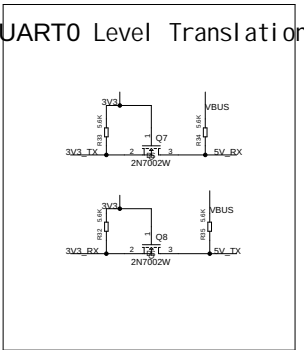 UART0 Level Translation
3V3
VBUS
R33 5.6K
1
Q7
R34 5.6K
3V3_TX
2
3
5V_RX
2N7002W
3V3
VBUS
R32 5.6K
1
Q8
R35 5.6K
3V3_RX
2
3
5V_TX
2N7002W